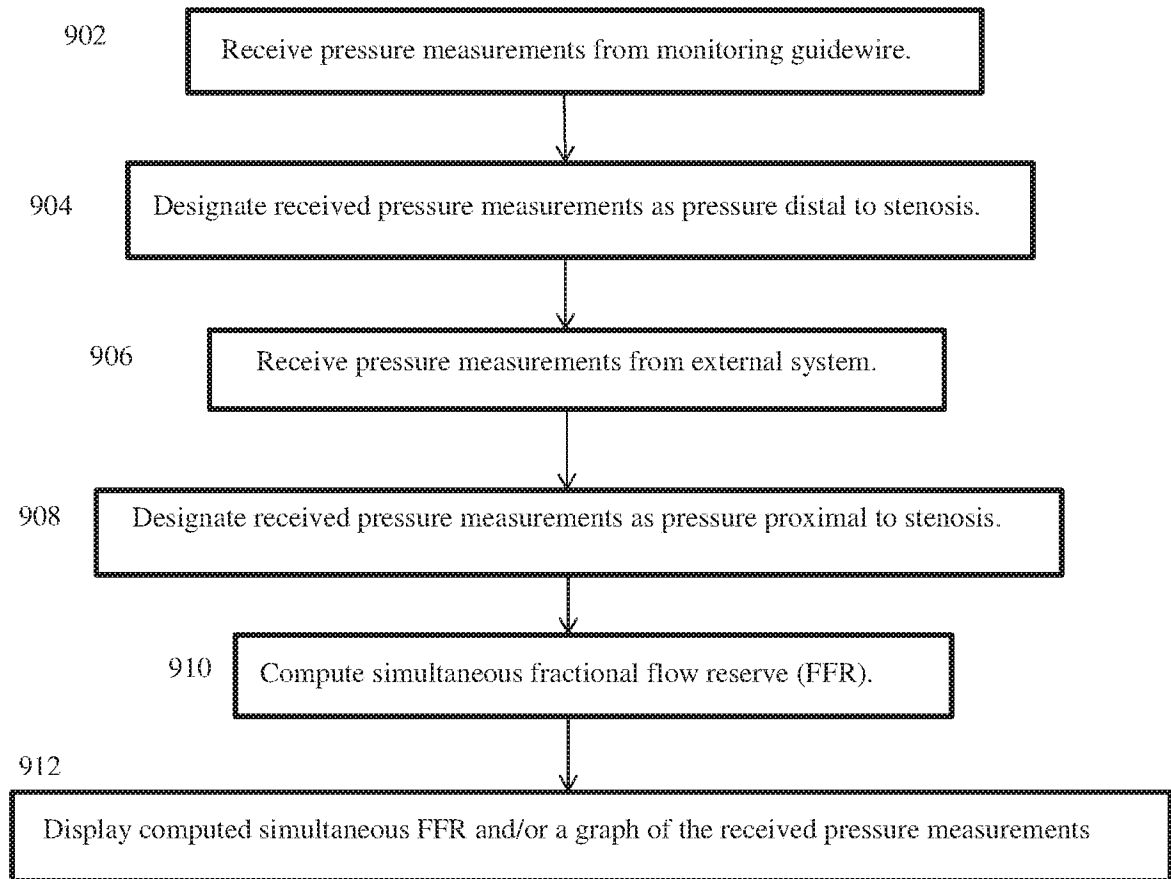 902
Receive pressure measurements from monitoring guidewire.
904
Designate received pressure measurements as pressure distal to stenosis.
906
Receive pressure measurements from external system.
908
Designate received pressure measurements as pressure proximal to stenosis.
910
Compute simultaneous fractional flow reserve (FFR).
912
Display computed simultaneous FFR and/or a graph of the received pressure measurements